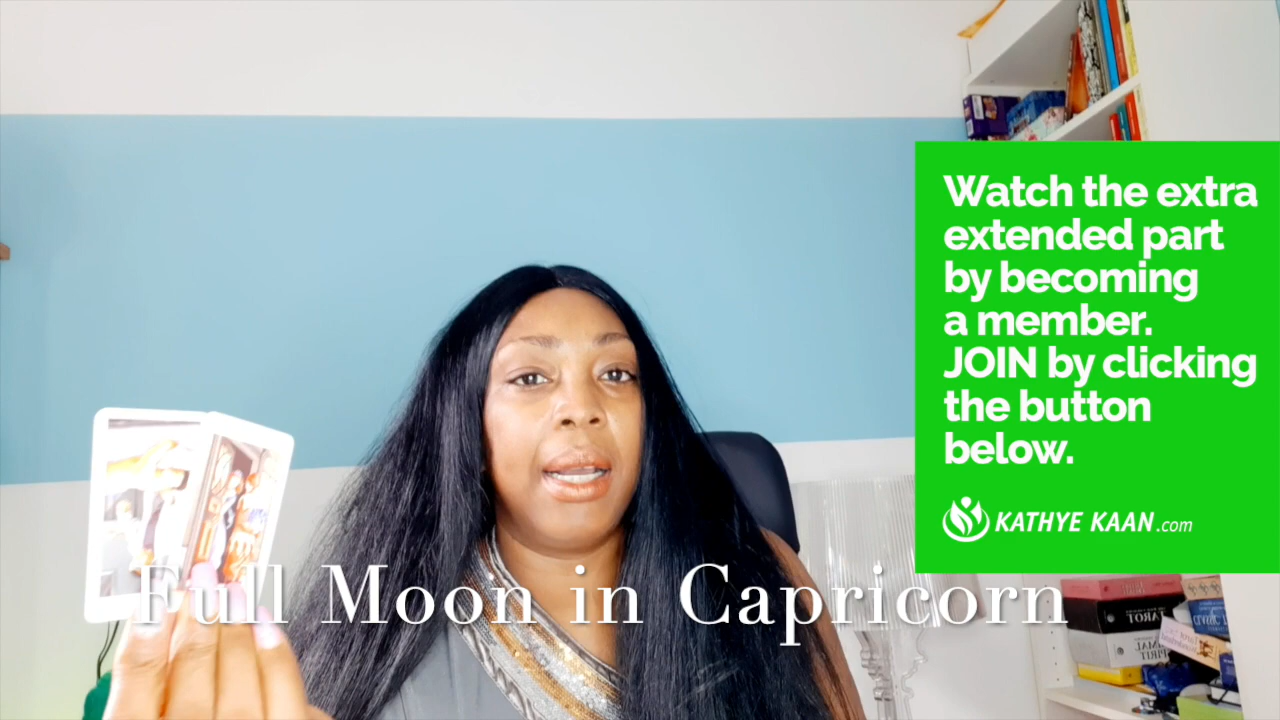 Watch the extra
extended part
by becoming
a member.
JOIN by clicking
the button
below.
KATHYE KAAN.com
Full Moon in Capricorn
TAROT